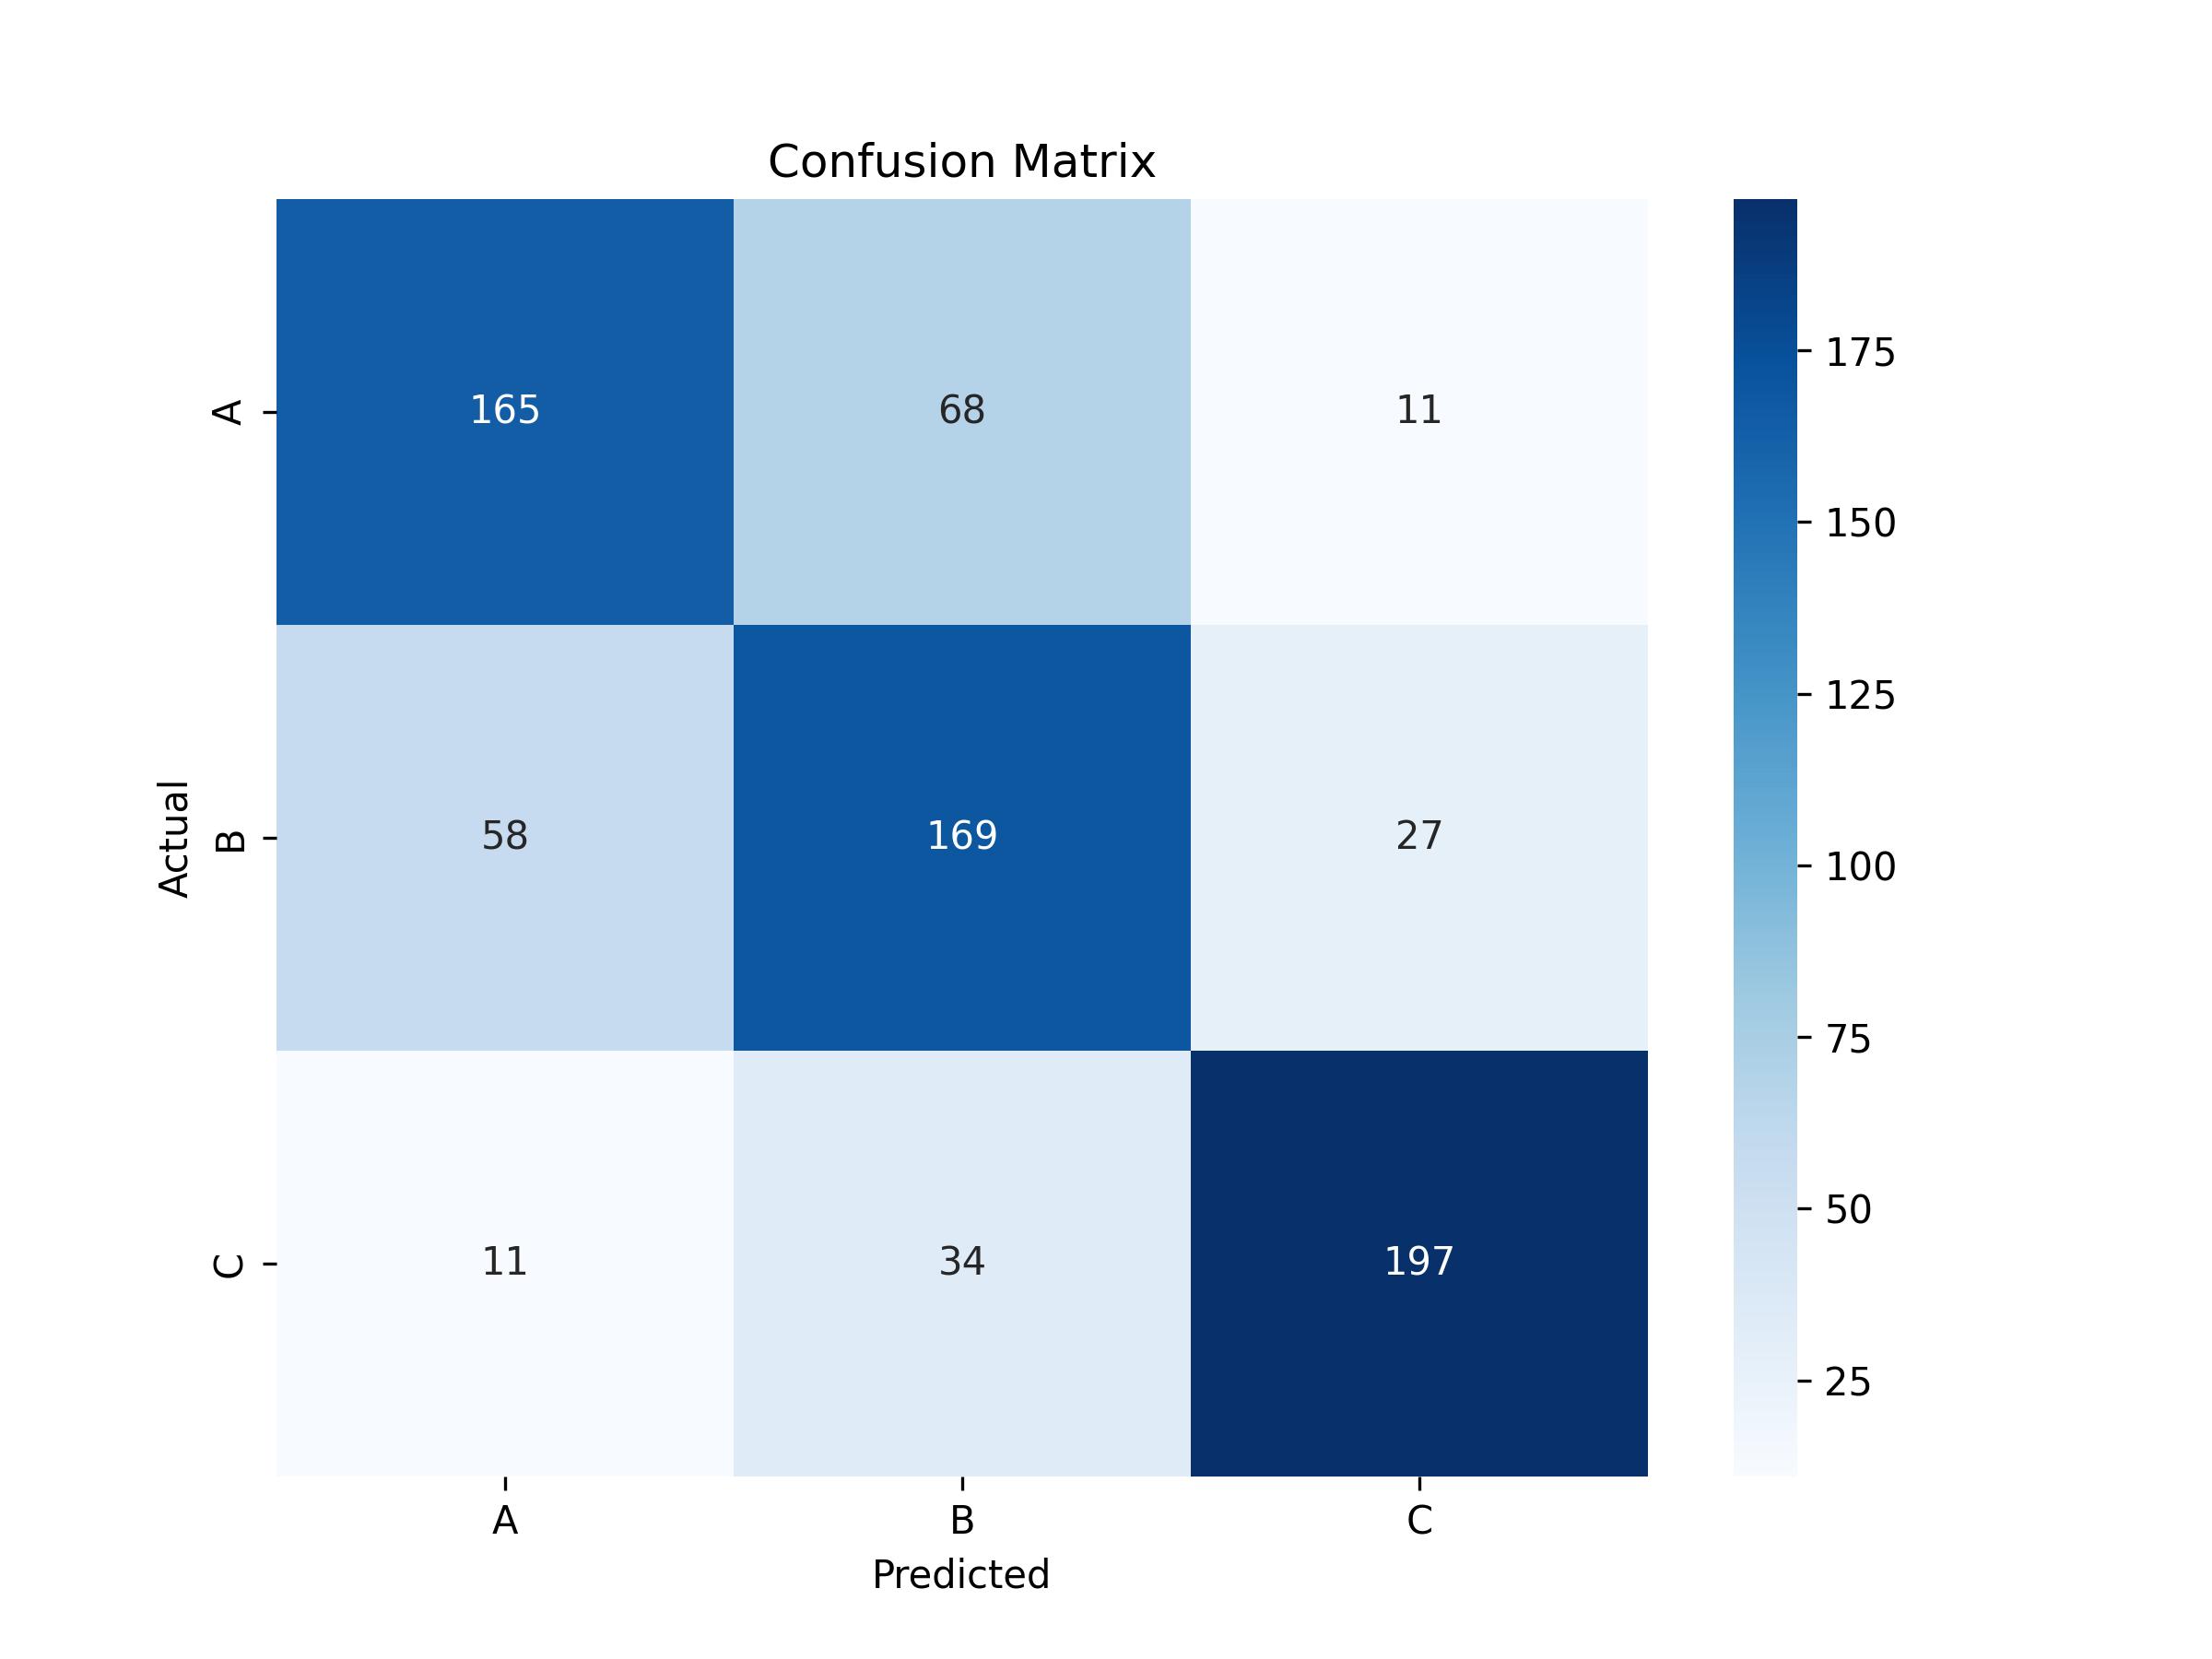 Confusion Matrix
A 165 68 11
B 58 169 27
C 11 34 197
A B C
Predicted
Actual
175
150
125
100
75
50
25